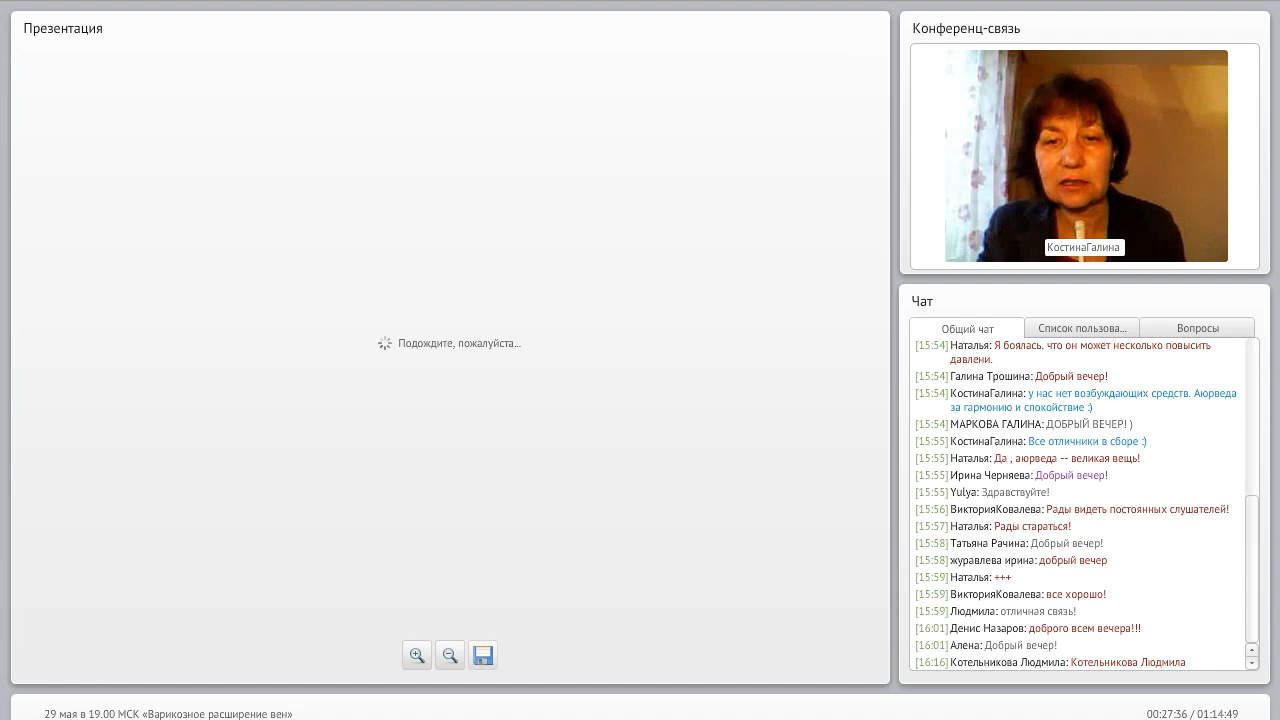 Презентация
Подождите, пожалуйста...
Конференц-связь
КостинаГалина
Чат
Общий чат
Список пользова...
Вопросы
[15:54] Наталья: Я боялась. что он может несколько повысить
давлени.
[15:54] Галина Трошина: Добрый вечер!
[15:54] КостинаГалина: у нас нет возбуждающих средств. Аюрведа
за гармонию и спокойствие :)
[15:54] МАРКОВА ГАЛИНА: ДОБРЫЙ ВЕЧЕР! )
[15:55] КостинаГалина: Все отличники в сборе :)
[15:55] Наталья: Да , аюрведа -- великая вещь!
[15:55] Ирина Черняева: Добрый вечер!
[15:55] Yulya: Здравствуйте!
[15:56] ВикторияКовалева: Рады видеть постоянных слушателей!
[15:57] Наталья: Рады стараться!
[15:58] Татьяна Рачина: Добрый вечер!
[15:58] журавлева ирина: добрый вечер
[15:59] Наталья: +++
[15:59] ВикторияКовалева: все хорошо!
[15:59] Людмила: отличная связь!
[16:01] Денис Назаров: доброго всем вечера!!!
[16:01] Алена: Добрый вечер!
[16:16] Котельникова Людмила: Котельникова Людмила
29 мая в 19.00 МСК «Варикозное расширение вен»
00:27:36 / 01:14:49